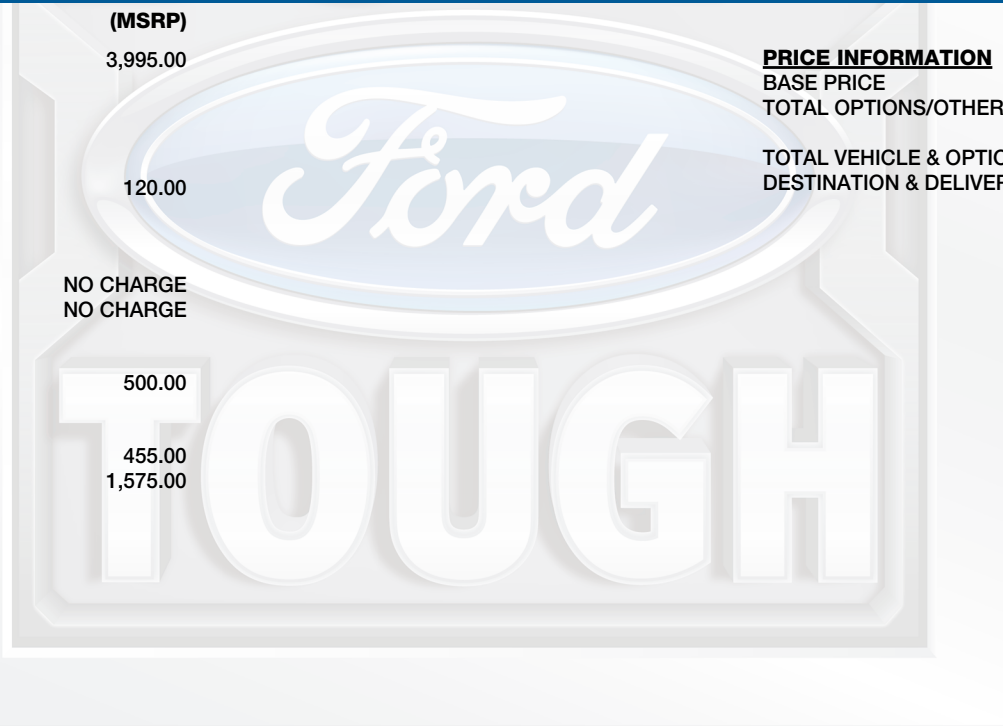 (MSRP)
3,995.00
120.00
NO CHARGE
NO CHARGE
500.00
455.00
1,575.00
PRICE INFORMATION
BASE PRICE
TOTAL OPTIONS/OTHER
TOTAL VEHICLE & OPTIO
DESTINATION & DELIVER
Ford
TOUGH